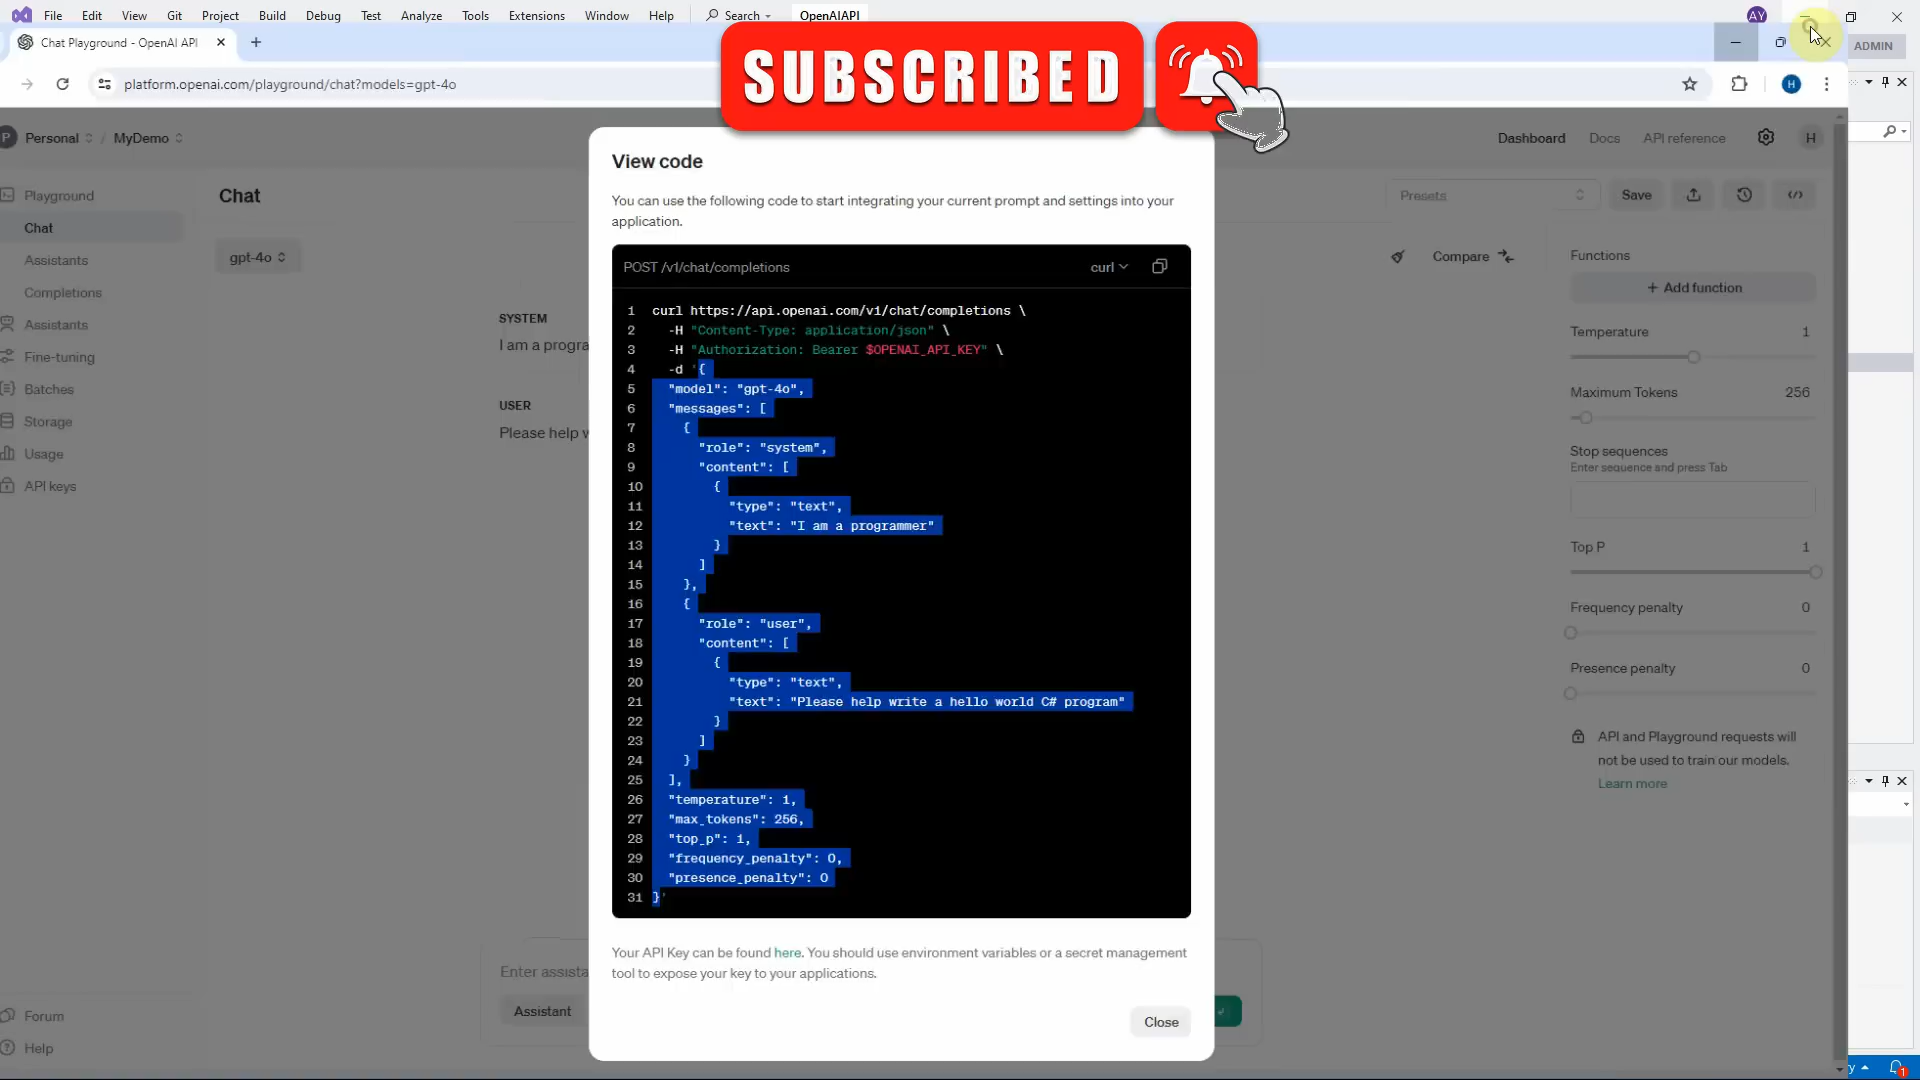 File Edit View Git Project Build Debug Test Analyze Tools Extensions Window Help Search OpenAIAPI AY
Chat Playground - OpenAI API
ADMIN
platform.openai.com/playground/chat?models=gpt-4o
H
SUBSCRIBED
P Personal / MyDemo
Dashboard Docs API reference H
Playground
Chat
Assistants
Completions
Assistants
Fine-tuning
Batches
Storage
Usage
API keys
Forum
Help
Chat
Presets
Save
gpt-4o
Compare
SYSTEM
I am a progra
USER
Please help w
Enter assista
Assistant
View code
You can use the following code to start integrating your current prompt and settings into your
application.
POST /v1/chat/completions curl
1 curl https://api.openai.com/v1/chat/completions \
2 -H "Content-Type: application/json" \
3 -H "Authorization: Bearer $OPENAI_API_KEY" \
4 -d '{
5 "model": "gpt-4o",
6 "messages": [
7 {
8 "role": "system",
9 "content": [
10 {
11 "type": "text",
12 "text": "I am a programmer"
13 }
14 ]
15 },
16 {
17 "role": "user",
18 "content": [
19 {
20 "type": "text",
21 "text": "Please help write a hello world C# program"
22 }
23 ]
24 }
25 ],
26 "temperature": 1,
27 "max_tokens": 256,
28 "top_p": 1,
29 "frequency_penalty": 0,
30 "presence_penalty": 0
31 }'
Your API Key can be found here. You should use environment variables or a secret management
tool to expose your key to your applications.
Close
Functions
+ Add function
Temperature 1
Maximum Tokens 256
Stop sequences
Enter sequence and press Tab
Top P 1
Frequency penalty 0
Presence penalty 0
API and Playground requests will
not be used to train our models.
Learn more
ry
1